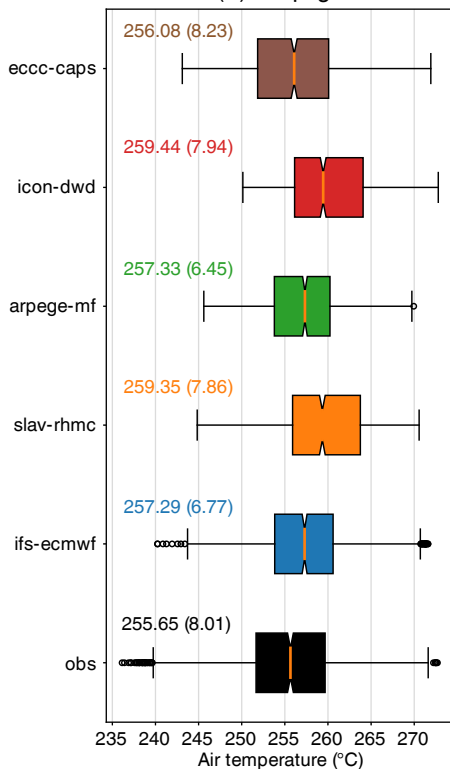 256.08 (8.23)
eccc-caps
259.44 (7.94)
icon-dwd
257.33 (6.45)
arpege-mf
259.35 (7.86)
slav-rhmc
257.29 (6.77)
ifs-ecmwf
255.65 (8.01)
obs
235 240 245 250 255 260 265 270
Air temperature (°C)